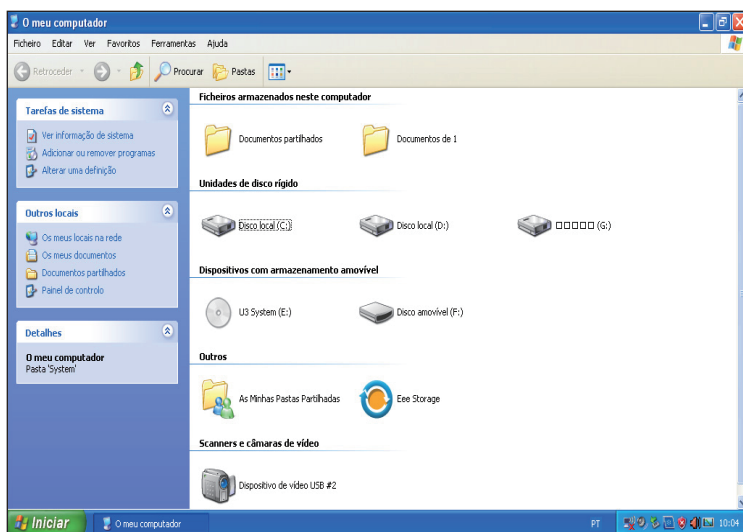 O meu computador
Ficheiro Editar Ver Favoritos Ferramentas Ajuda
Retroceder Procurar Pastas
Tarefas de sistema
Ver informação de sistema
Adicionar ou remover programas
Alterar uma definição
Outros locais
Os meus locais na rede
Os meus documentos
Documentos partilhados
Painel de controlo
Detalhes
O meu computador
Pasta 'System'
Ficheiros armazenados neste computador
Documentos partilhados Documentos de 1
Unidades de disco rígido
Disco local (C:) Disco local (D:) □□□□□ (G:)
Dispositivos com armazenamento amovível
U3 System (E:) Disco amovível (F:)
Outros
As Minhas Pastas Partilhadas Eee Storage
Scanners e câmaras de vídeo
Dispositivo de vídeo USB #2
Iniciar O meu computador PT 10:04